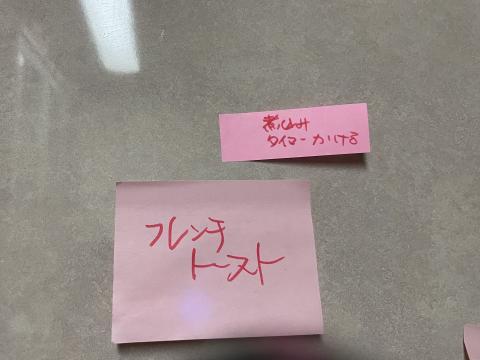 煮込み
タイマーかける
フレンチ
トースト